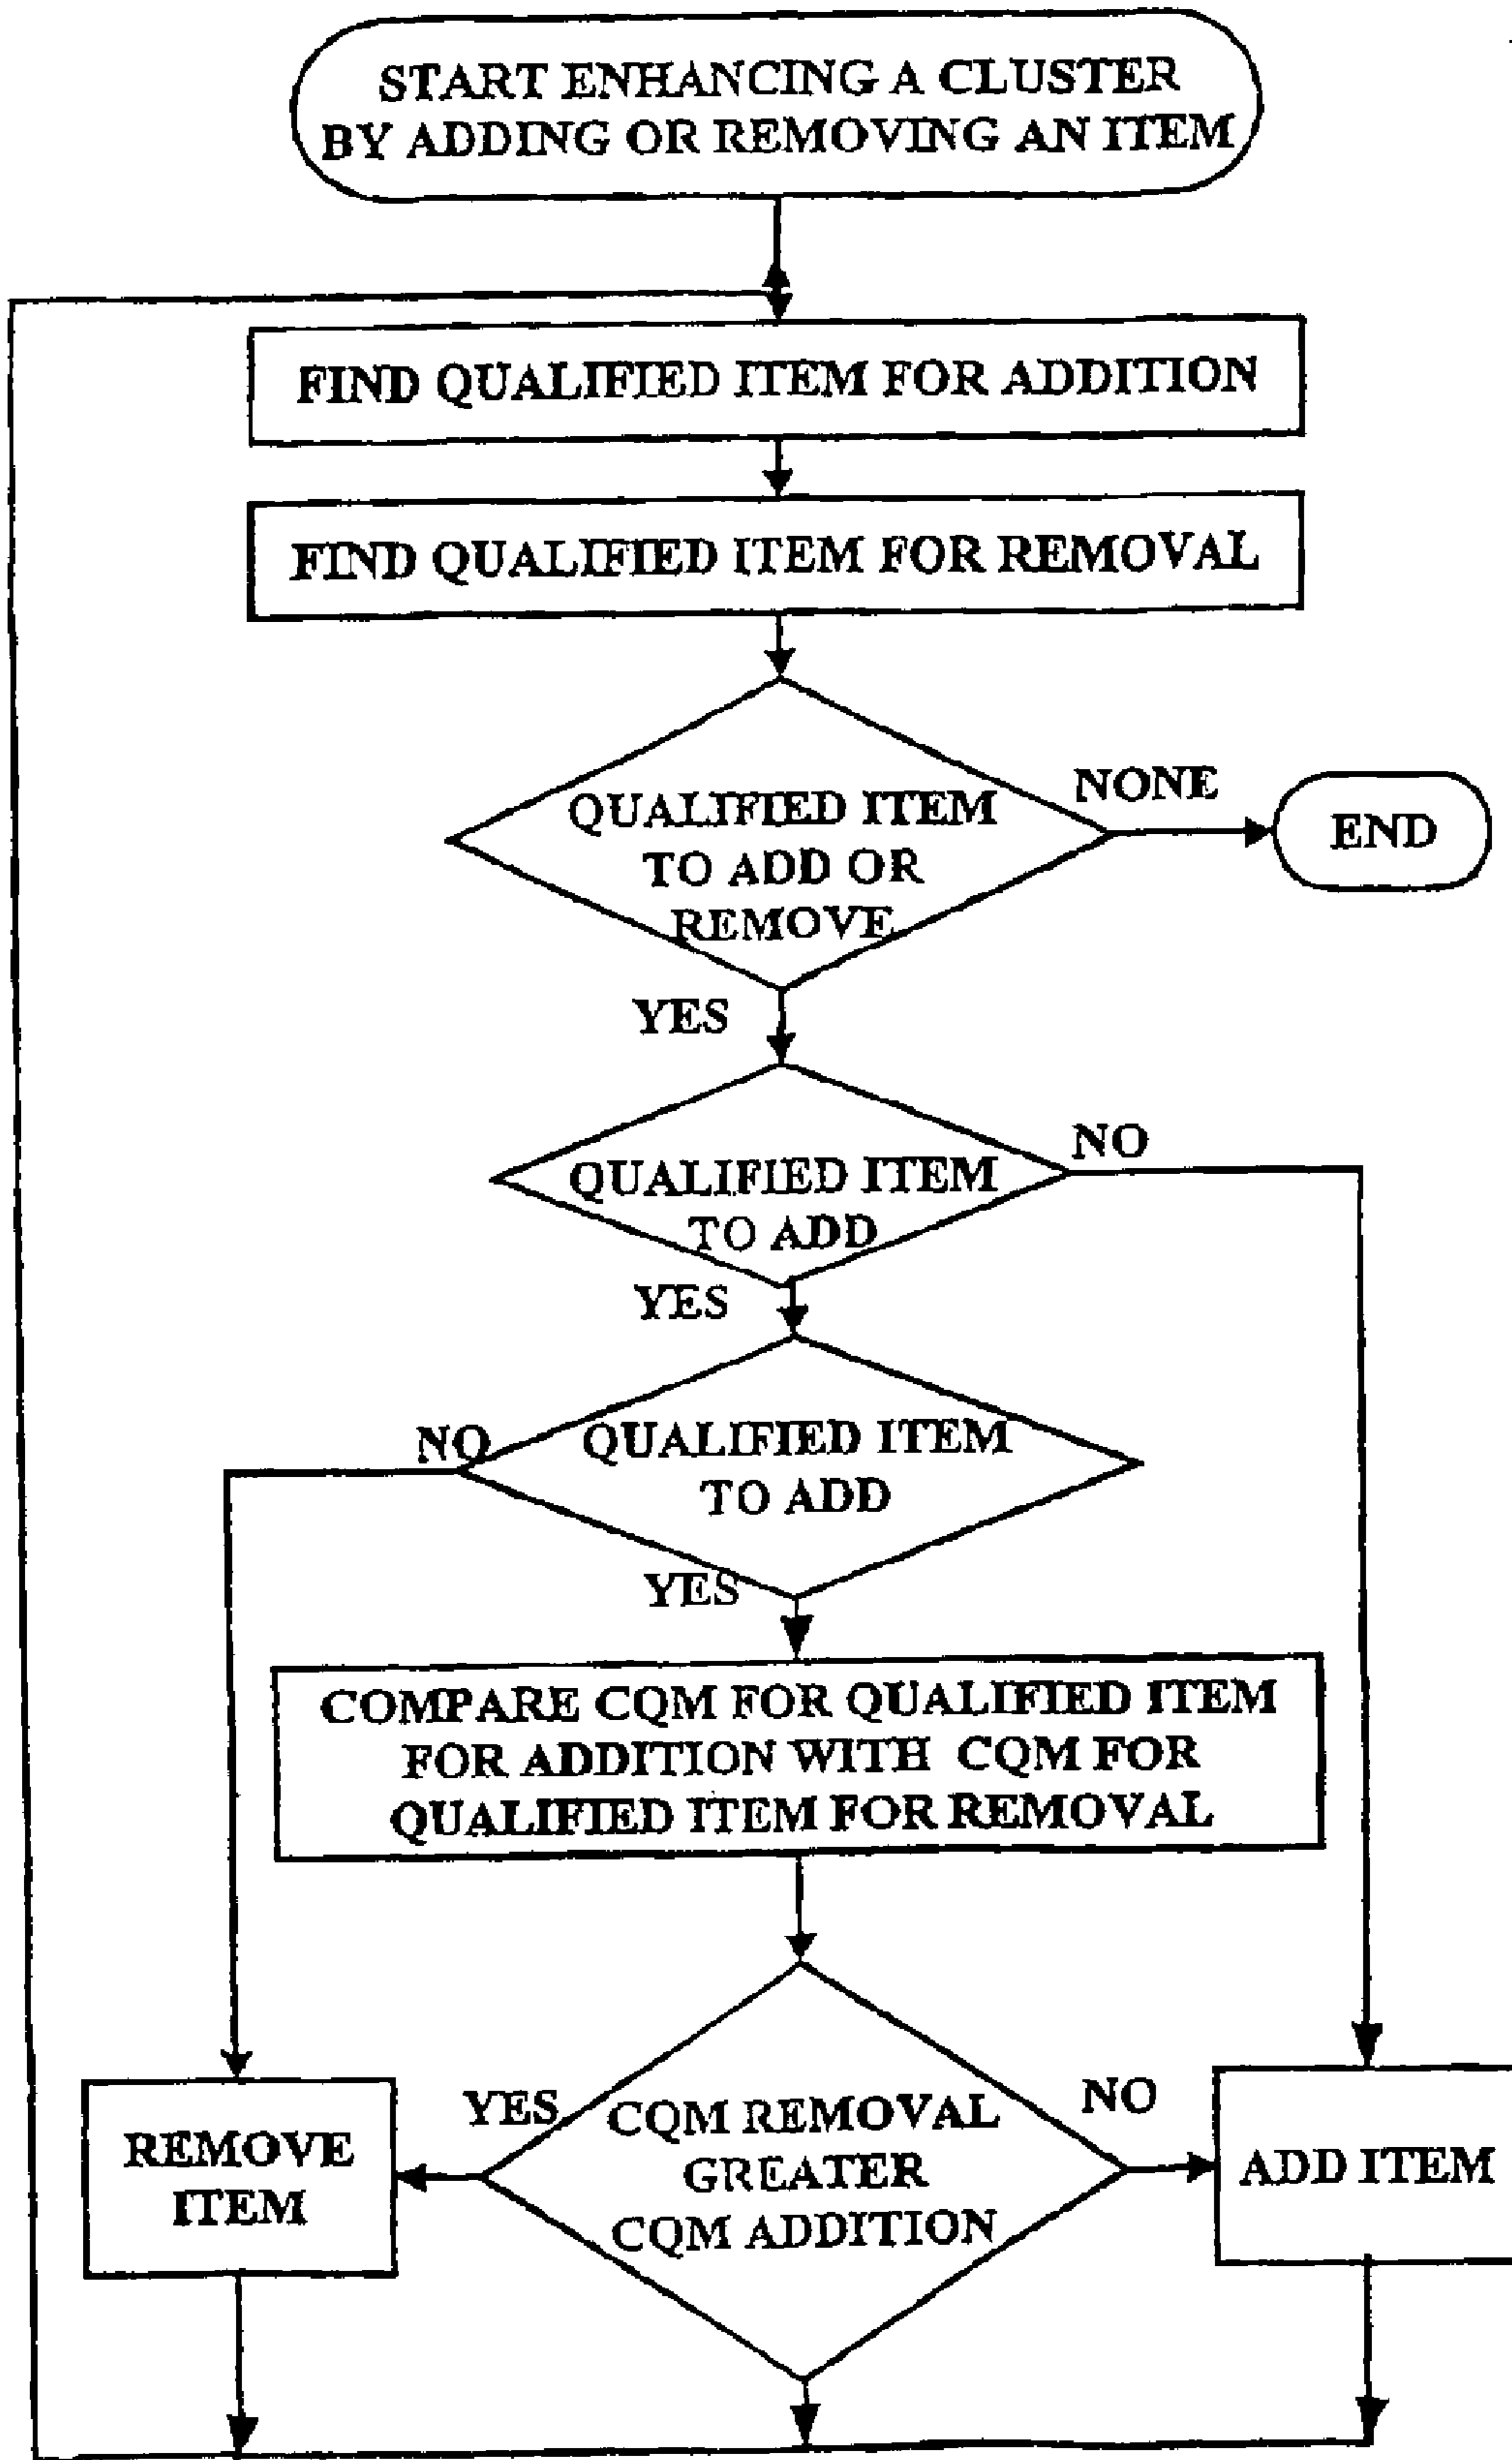 START ENHANCING A CLUSTER
BY ADDING OR REMOVING AN ITEM
FIND QUALIFIED ITEM FOR ADDITION
FIND QUALIFIED ITEM FOR REMOVAL
QUALIFIED ITEM
TO ADD OR
REMOVE
NONE
END
YES
QUALIFIED ITEM
TO ADD
NO
YES
NO
QUALIFIED ITEM
TO ADD
YES
COMPARE CQM FOR QUALIFIED ITEM
FOR ADDITION WITH CQM FOR
QUALIFIED ITEM FOR REMOVAL
REMOVE
ITEM
YES
CQM REMOVAL
GREATER
CQM ADDITION
NO
ADD ITEM